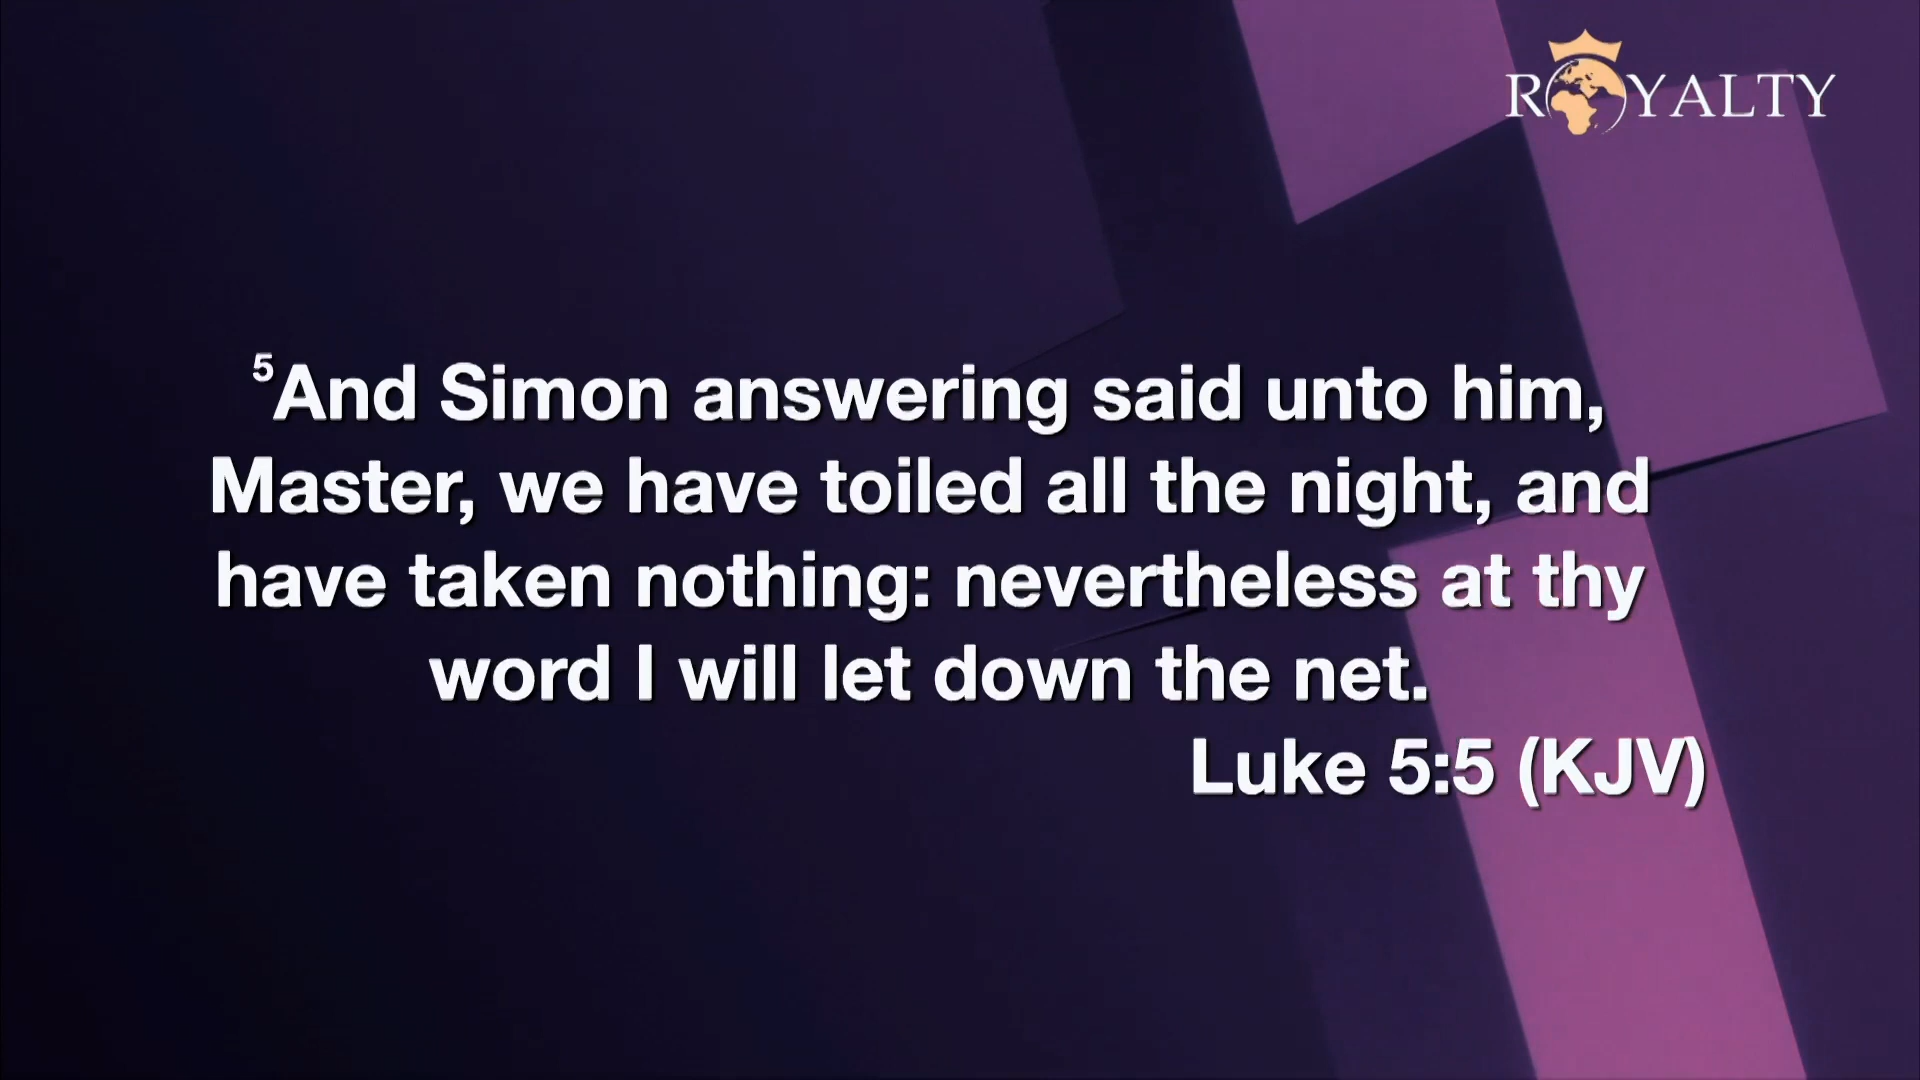 ROYALTY
5And Simon answering said unto him,
Master, we have toiled all the night, and
have taken nothing: nevertheless at thy
word I will let down the net.
Luke 5:5 (KJV)